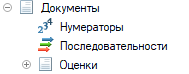 Документы
Нумераторы
Последовательности
Оценки